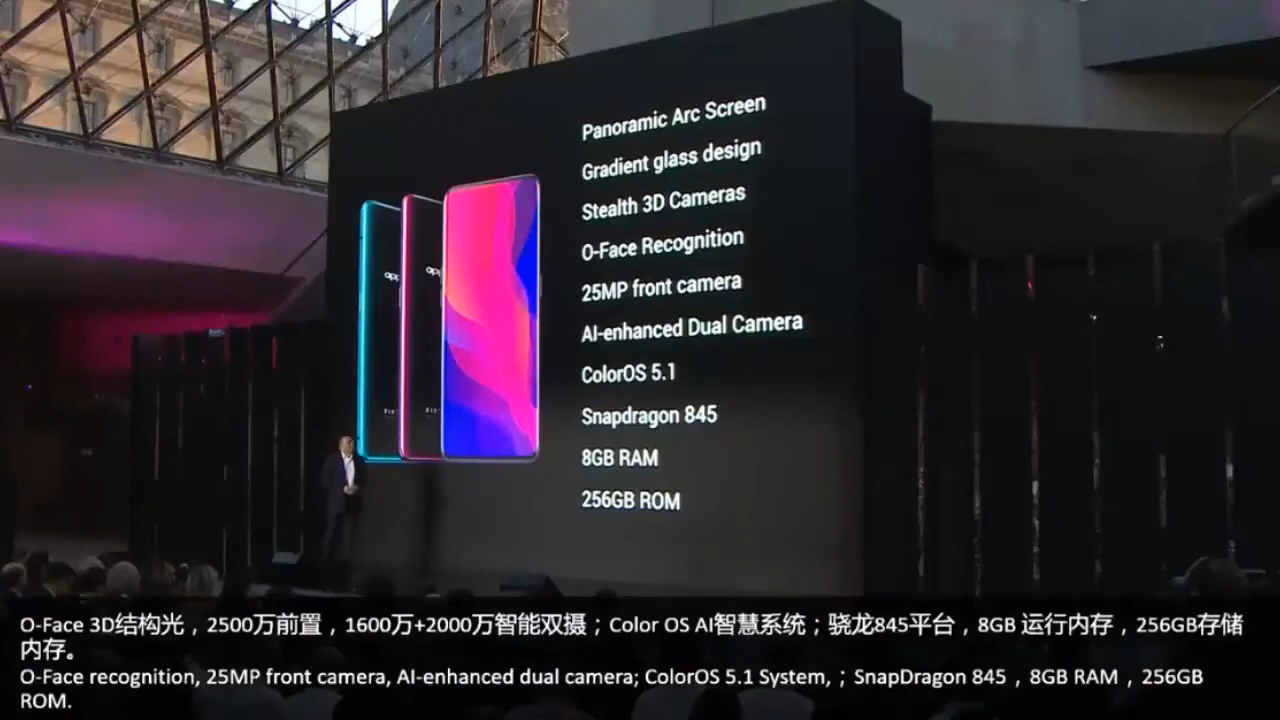 Panoramic Arc Screen
Gradient glass design
Stealth 3D Cameras
O-Face Recognition
25MP front camera
AI-enhanced Dual Camera
ColorOS 5.1
Snapdragon 845
8GB RAM
256GB ROM
O-Face 3D结构光，2500万前置，1600万+2000万智能双摄；Color OS AI智慧系统；骁龙845平台，8GB 运行内存，256GB存储
内存。
O-Face recognition, 25MP front camera, AI-enhanced dual camera; ColorOS 5.1 System,；SnapDragon 845，8GB RAM，256GB
ROM.